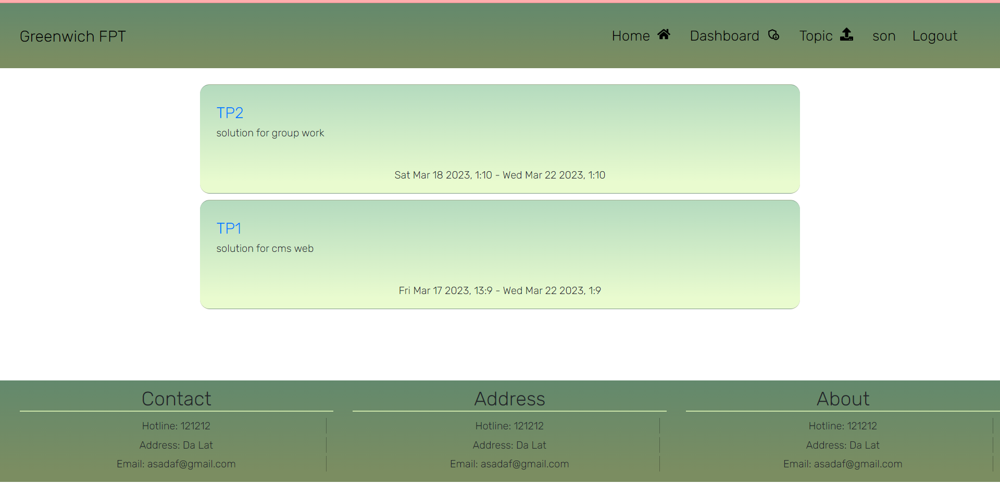 Greenwich FPT
Home Dashboard Topic son Logout
TP2
solution for group work
Sat Mar 18 2023, 1:10 - Wed Mar 22 2023, 1:10
TP1
solution for cms web
Fri Mar 17 2023, 13:9 - Wed Mar 22 2023, 1:9
Contact
Hotline: 121212
Address: Da Lat
Email: asadaf@gmail.com
Address
Hotline: 121212
Address: Da Lat
Email: asadaf@gmail.com
About
Hotline: 121212
Address: Da Lat
Email: asadaf@gmail.com